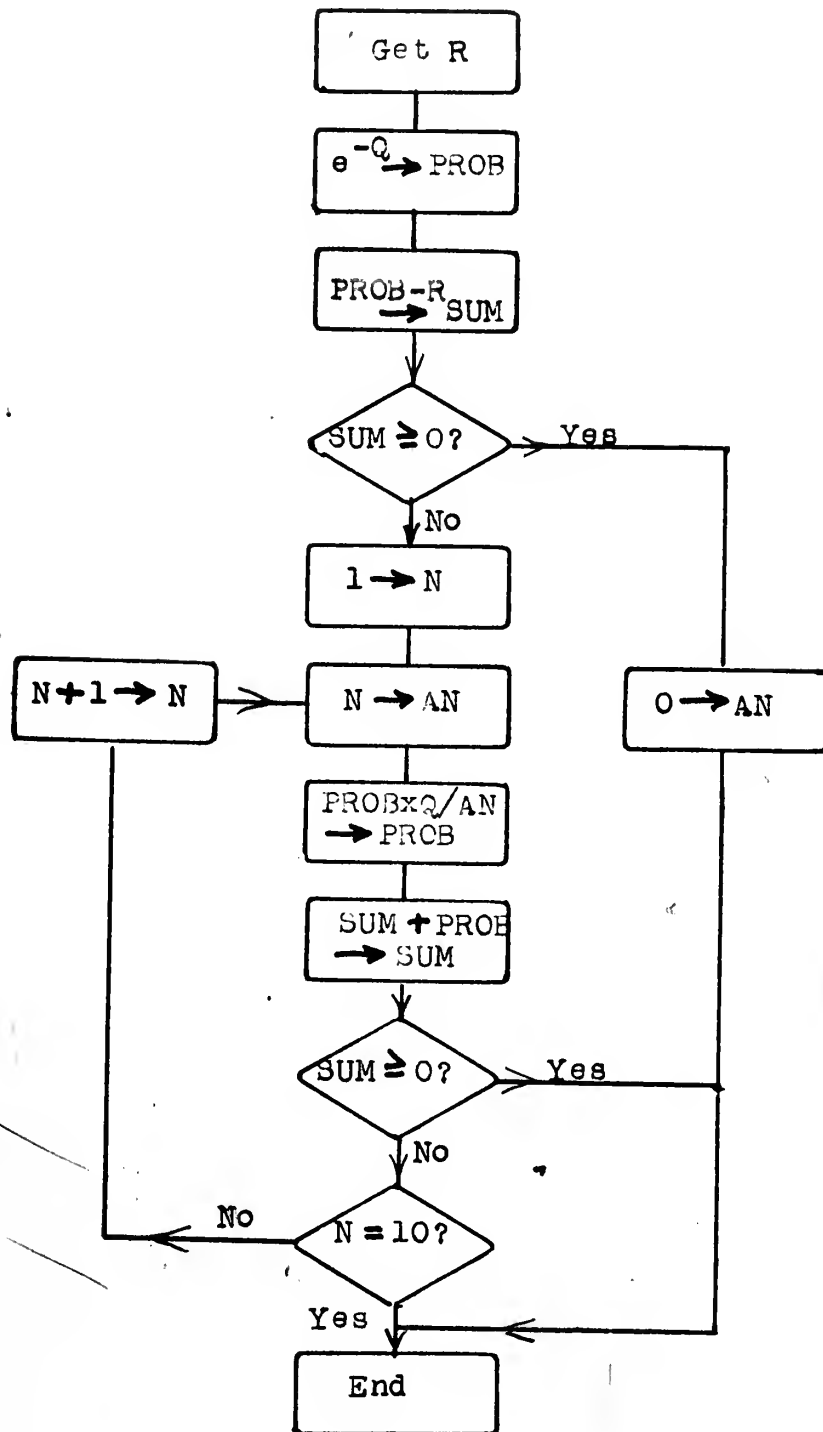 Get R
e^-Q → PROB
PROB-R
→ SUM
SUM ≥ 0?
Yes
No
1 → N
N+1 → N
N → AN
0 → AN
PROBxQ/AN
→ PROB
SUM + PROB
→ SUM
SUM ≥ 0?
Yes
No
N = 10?
No
Yes
End